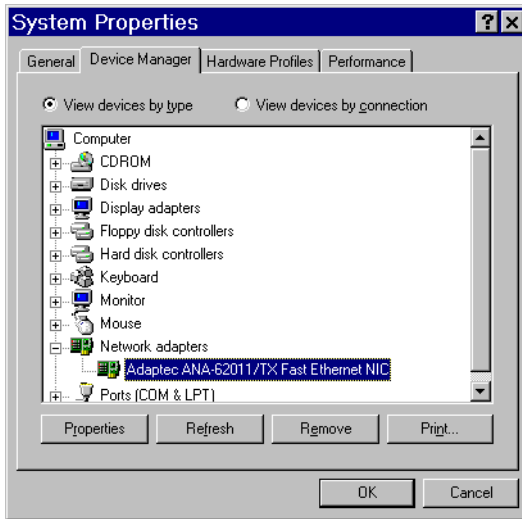 System Properties
General Device Manager Hardware Profiles Performance
View devices by type View devices by connection
Computer
CDROM
Disk drives
Display adapters
Floppy disk controllers
Hard disk controllers
Keyboard
Monitor
Mouse
Network adapters
Adaptec ANA-62011/TX Fast Ethernet NIC
Ports (COM & LPT)
Properties Refresh Remove Print...
OK Cancel